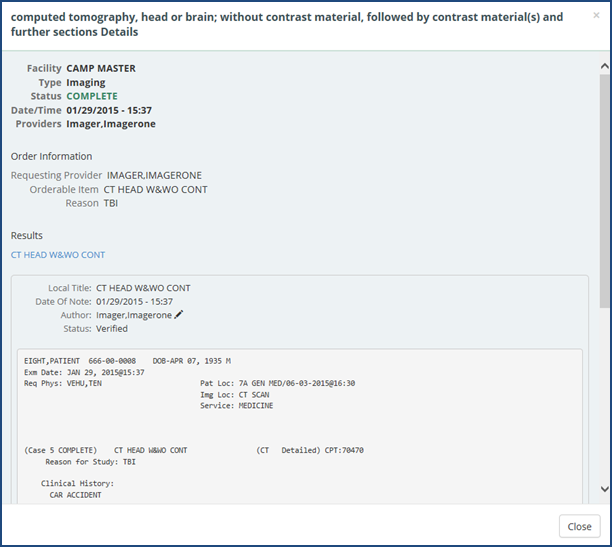 computed tomography, head or brain; without contrast material, followed by contrast material(s) and
further sections Details
×
Facility CAMP MASTER
Type Imaging
Status COMPLETE
Date/Time 01/29/2015 - 15:37
Providers Imager,Imagerone
Order Information
Requesting Provider IMAGER,IMAGERONE
Orderable Item CT HEAD W&WO CONT
Reason TBI
Results
CT HEAD W&WO CONT
Local Title: CT HEAD W&WO CONT
Date Of Note: 01/29/2015 - 15:37
Author: Imager,Imagerone
Status: Verified
EIGHT,PATIENT 666-00-0008 DOB-APR 07, 1935 M
Exm Date: JAN 29, 2015@15:37
Req Phys: VEHU,TEN Pat Loc: 7A GEN MED/06-03-2015@16:30
Img Loc: CT SCAN
Service: MEDICINE
(Case 5 COMPLETE) CT HEAD W&WO CONT (CT Detailed) CPT:70470
Reason for Study: TBI
Clinical History:
CAR ACCIDENT
Close